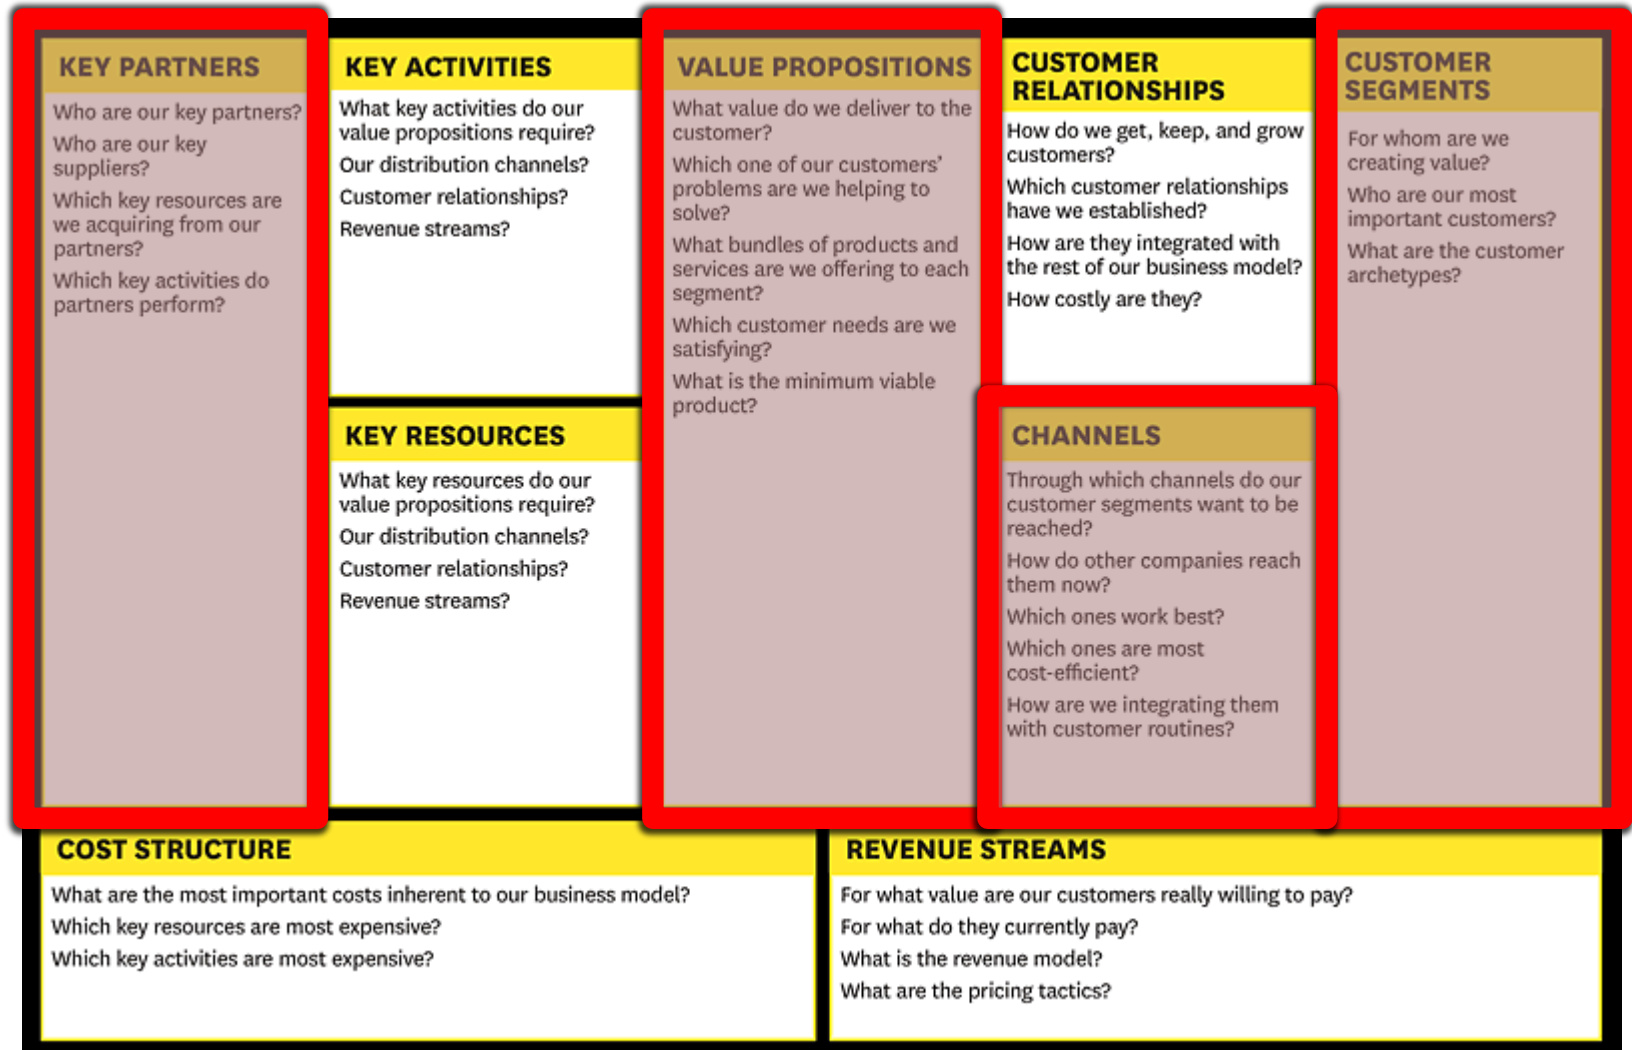 KEY PARTNERS
Who are our key partners?
Who are our key
suppliers?
Which key resources are
we acquiring from our
partners?
Which key activities do
partners perform?
KEY ACTIVITIES
What key activities do our
value propositions require?
Our distribution channels?
Customer relationships?
Revenue streams?
KEY RESOURCES
What key resources do our
value propositions require?
Our distribution channels?
Customer relationships?
Revenue streams?
VALUE PROPOSITIONS
What value do we deliver to the
customer?
Which one of our customers’
problems are we helping to
solve?
What bundles of products and
services are we offering to each
segment?
Which customer needs are we
satisfying?
What is the minimum viable
product?
CUSTOMER
RELATIONSHIPS
How do we get, keep, and grow
customers?
Which customer relationships
have we established?
How are they integrated with
the rest of our business model?
How costly are they?
CHANNELS
Through which channels do our
customer segments want to be
reached?
How do other companies reach
them now?
Which ones work best?
Which ones are most
cost-efficient?
How are we integrating them
with customer routines?
CUSTOMER
SEGMENTS
For whom are we
creating value?
Who are our most
important customers?
What are the customer
archetypes?
COST STRUCTURE
What are the most important costs inherent to our business model?
Which key resources are most expensive?
Which key activities are most expensive?
REVENUE STREAMS
For what value are our customers really willing to pay?
For what do they currently pay?
What is the revenue model?
What are the pricing tactics?